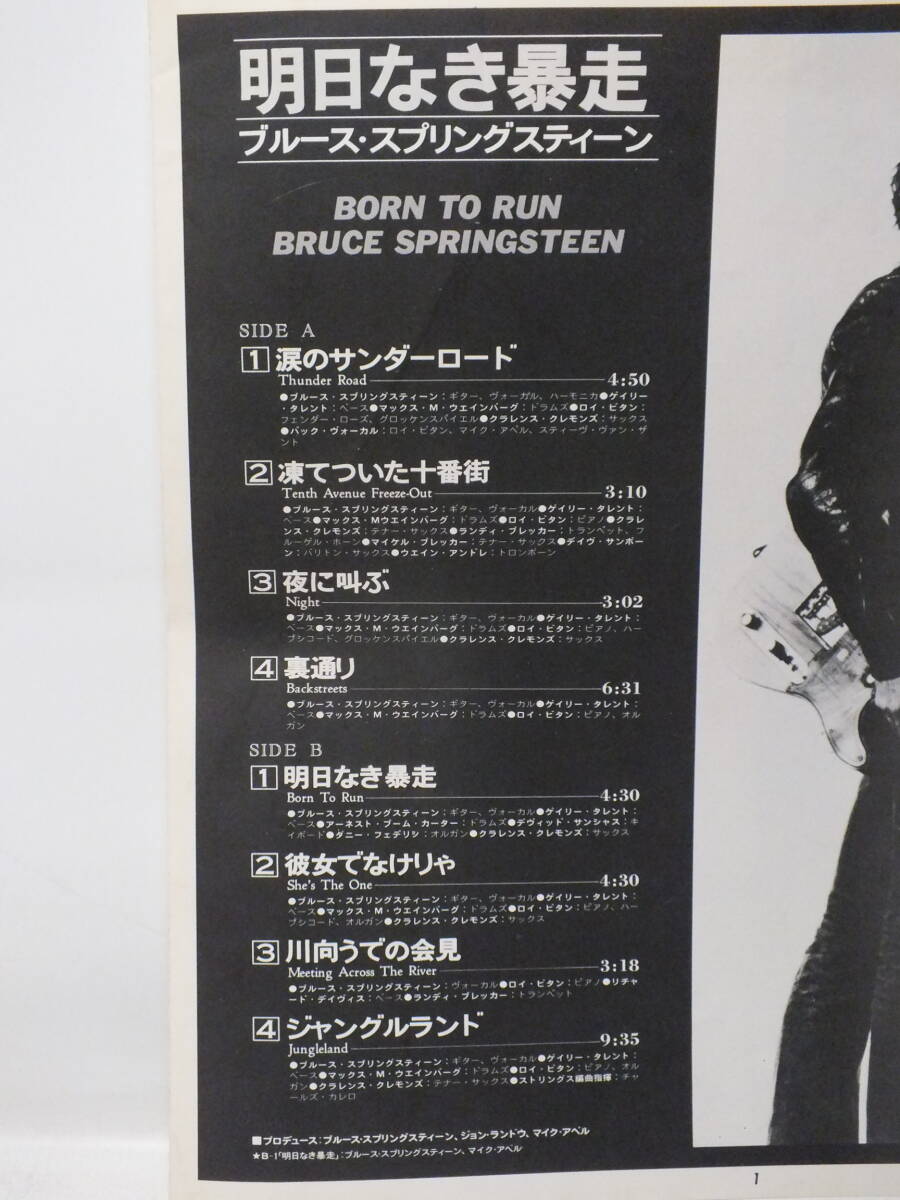 明日なき暴走
ブルース・スプリングスティーン
BORN TO RUN
BRUCE SPRINGSTEEN
SIDE A
1 涙のサンダーロード
Thunder Road 4:50
●ブルース・スプリングスティーン：ギター、ヴォーカル、ハーモニカ●ゲイリー
・タレント：ベース●マックス・M・ウェインバーグ：ドラムズ●ロイ・ビタン：
フェンダー・ローズ、グロッケンスパイエル●クラレンス・クレモンズ：サックス
●バック・ヴォーカル：ロイ・ビタン、マイク・アペル、スティーヴ・ヴァン・ザ
ント
2 凍てついた十番街
Tenth Avenue Freeze-Out 3:10
●ブルース・スプリングスティーン：ギター、ヴォーカル●ゲイリー・タレント：
ベース●マックス・Mウエインバーグ：ドラムズ●ロイ・ビタン：ピアノ●クラレ
ンス・クレモンズ：テナー・サックス●ランディ・ブレッカー：トランペット、フ
ルーゲル・ホーン●マイケル・ブレッカー：テナー・サックス●デイヴ・サンボー
ン：バリトン・サックス●ウエイン・アンドレ：トロンボーン
3 夜に叫ぶ
Night 3:02
●ブルース・スプリングスティーン：ギター、ヴォーカル●ゲイリー・タレント：
ベース●マックス・M・ウエインバーグ：ドラムズ●ロイ・ビタン：ピアノ、ハー
プシコード、グロッケンスパイエル●クラレンス・クレモンズ：サックス
4 裏通り
Backstreets 6:31
●ブルース・スプリングスティーン：ギター、ヴォーカル●ゲイリー・タレント：
ベース●マックス・M・ウエインバーグ：ドラムズ●ロイ・ビタン：ピアノ、オル
ガン
SIDE B
1 明日なき暴走
Born To Run 4:30
●ブルース・スプリングスティーン：ギター、ヴォーカル●ゲイリー・タレント：
ベース●アーネスト・ブーム・カーター：ドラムズ●デヴィッド・サンシャス：キ
イボード●ダニー・フェデリシ：オルガン●クラレンス・クレモンズ：サックス
2 彼女でなけりゃ
She's The One 4:30
●ブルース・スプリングスティーン：ギター、ヴォーカル●ゲイリー・タレント：
ベース●マックス・M・ウエインバーグ：ドラムズ●ロイ・ビタン：ピアノ、ハー
プシコード、オルガン●クラレンス・クレモンズ：サックス
3 川向うでの会見
Meeting Across The River 3:18
●ブルース・スプリングスティーン：ヴォーカル●ロイ・ビタン：ピアノ●リチャ
ード・デイヴィス：ベース●ランディ・ブレッカー：トランペット
4 ジャングルランド
Jungleland 9:35
●ブルース・スプリングスティーン：ギター、ヴォーカル●ゲイリー・タレント：
ベース●マックス・M・ウエインバーグ：ドラムズ●ロイ・ビタン：ピアノ、オル
ガン●クラレンス・クレモンズ：テナー・サックス●ストリングス編曲指揮：チャ
ールズ・カレロ
■プロデュース：ブルース・スプリングスティーン、ジョン・ランドウ、マイク・アペル
★B-1「明日なき暴走」：ブルース・スプリングスティーン、マイク・アペル
1